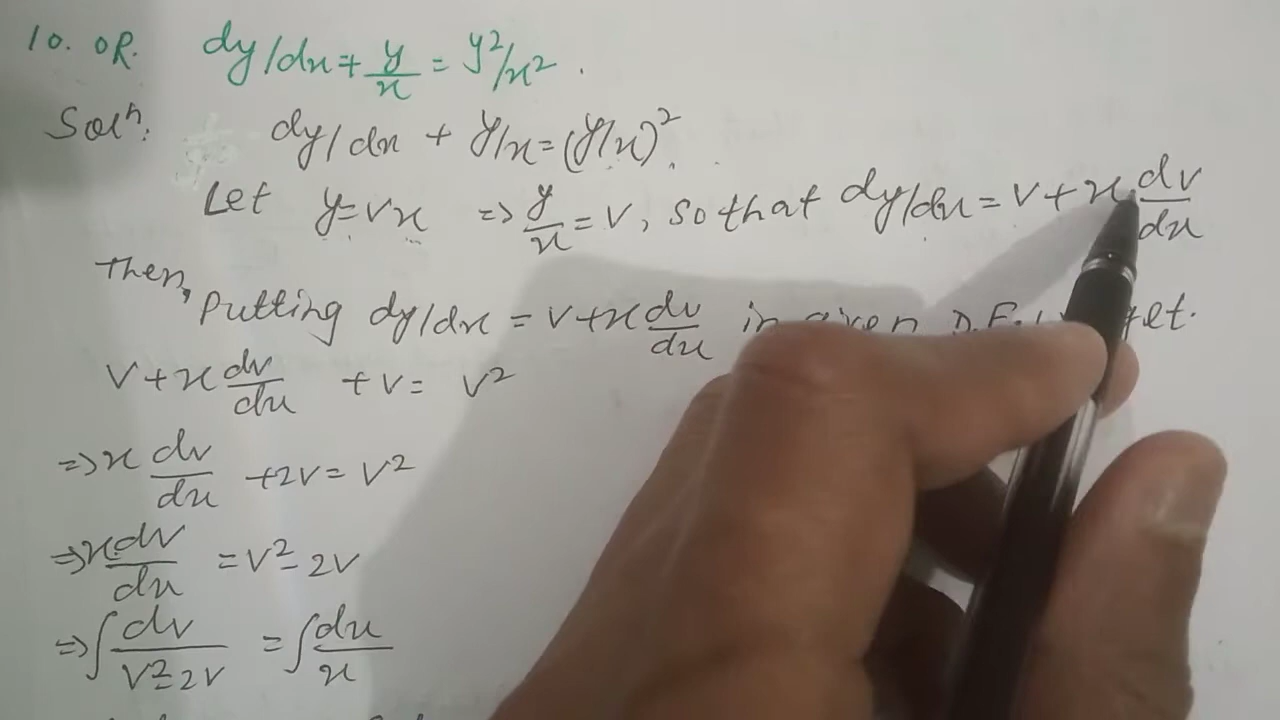 10. OR. dy/dx + y/x = y²/x².
Solⁿ: dy/dx + y/x = (y/x)².
Let y=vx => y/x = v, so that dy/dx = v + x dv/dx
Then, Putting dy/dx = v+x dv/dx in given D.E. get.
v + x dv/dx + v = v²
=> x dv/dx + 2v = v²
=> x dv/dx = v² - 2v
=> ∫ dv/v²-2v = ∫ dx/x